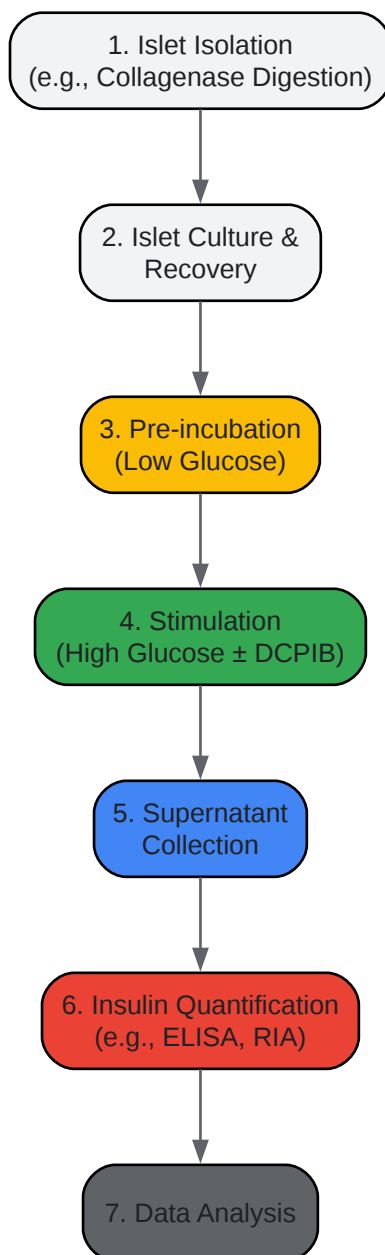 1. Islet Isolation
(e.g., Collagenase Digestion)
2. Islet Culture &
Recovery
3. Pre-incubation
(Low Glucose)
4. Stimulation
(High Glucose ± DCPIB)
5. Supernatant
Collection
6. Insulin Quantification
(e.g., ELISA, RIA)
7. Data Analysis